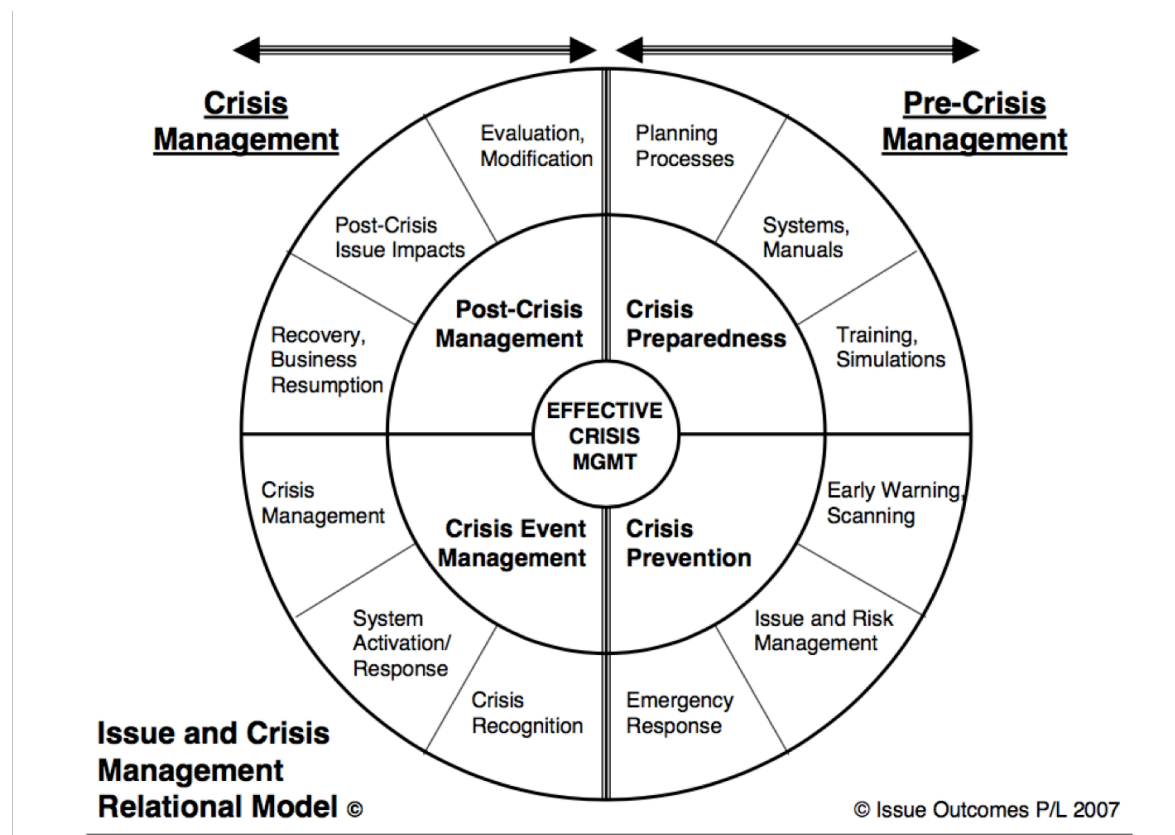 Crisis
Management
Pre-Crisis
Management
Evaluation,
Modification
Planning
Processes
Post-Crisis
Issue Impacts
Systems,
Manuals
Recovery,
Business
Resumption
Post-Crisis
Management
Crisis
Preparedness
Training,
Simulations
EFFECTIVE
CRISIS
MGMT
Crisis
Management
Crisis Event
Management
Crisis
Prevention
Early Warning,
Scanning
System
Activation/
Response
Issue and Risk
Management
Crisis
Recognition
Emergency
Response
Issue and Crisis
Management
Relational Model ©
© Issue Outcomes P/L 2007